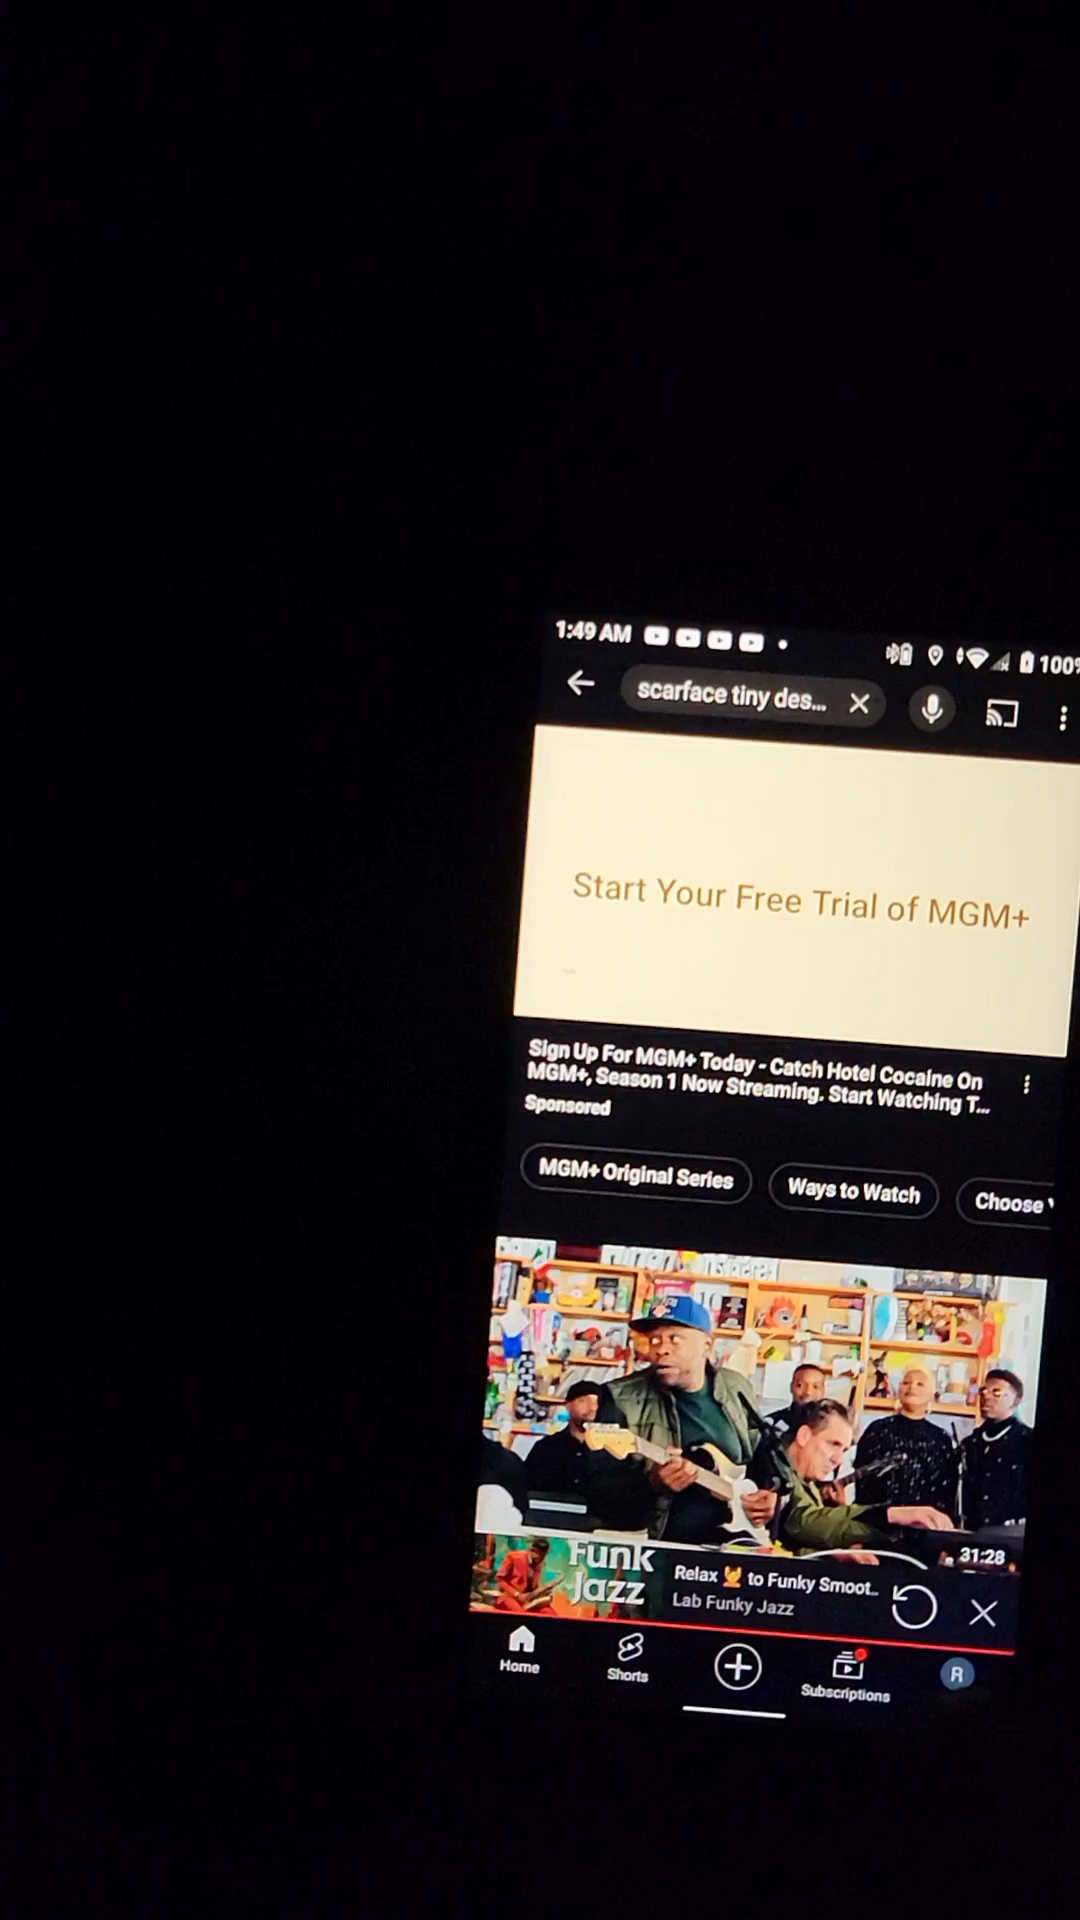 1:49 AM
100%
scarface tiny des...
Start Your Free Trial of MGM+
Sign Up For MGM+ Today - Catch Hotel Cocaine On
MGM+, Season 1 Now Streaming. Start Watching T...
Sponsored
MGM+ Original Series
Ways to Watch
Choose
31:28
Funk
Jazz
Relax to Funky Smoot..
Lab Funky Jazz
Home
Shorts
Subscriptions
R